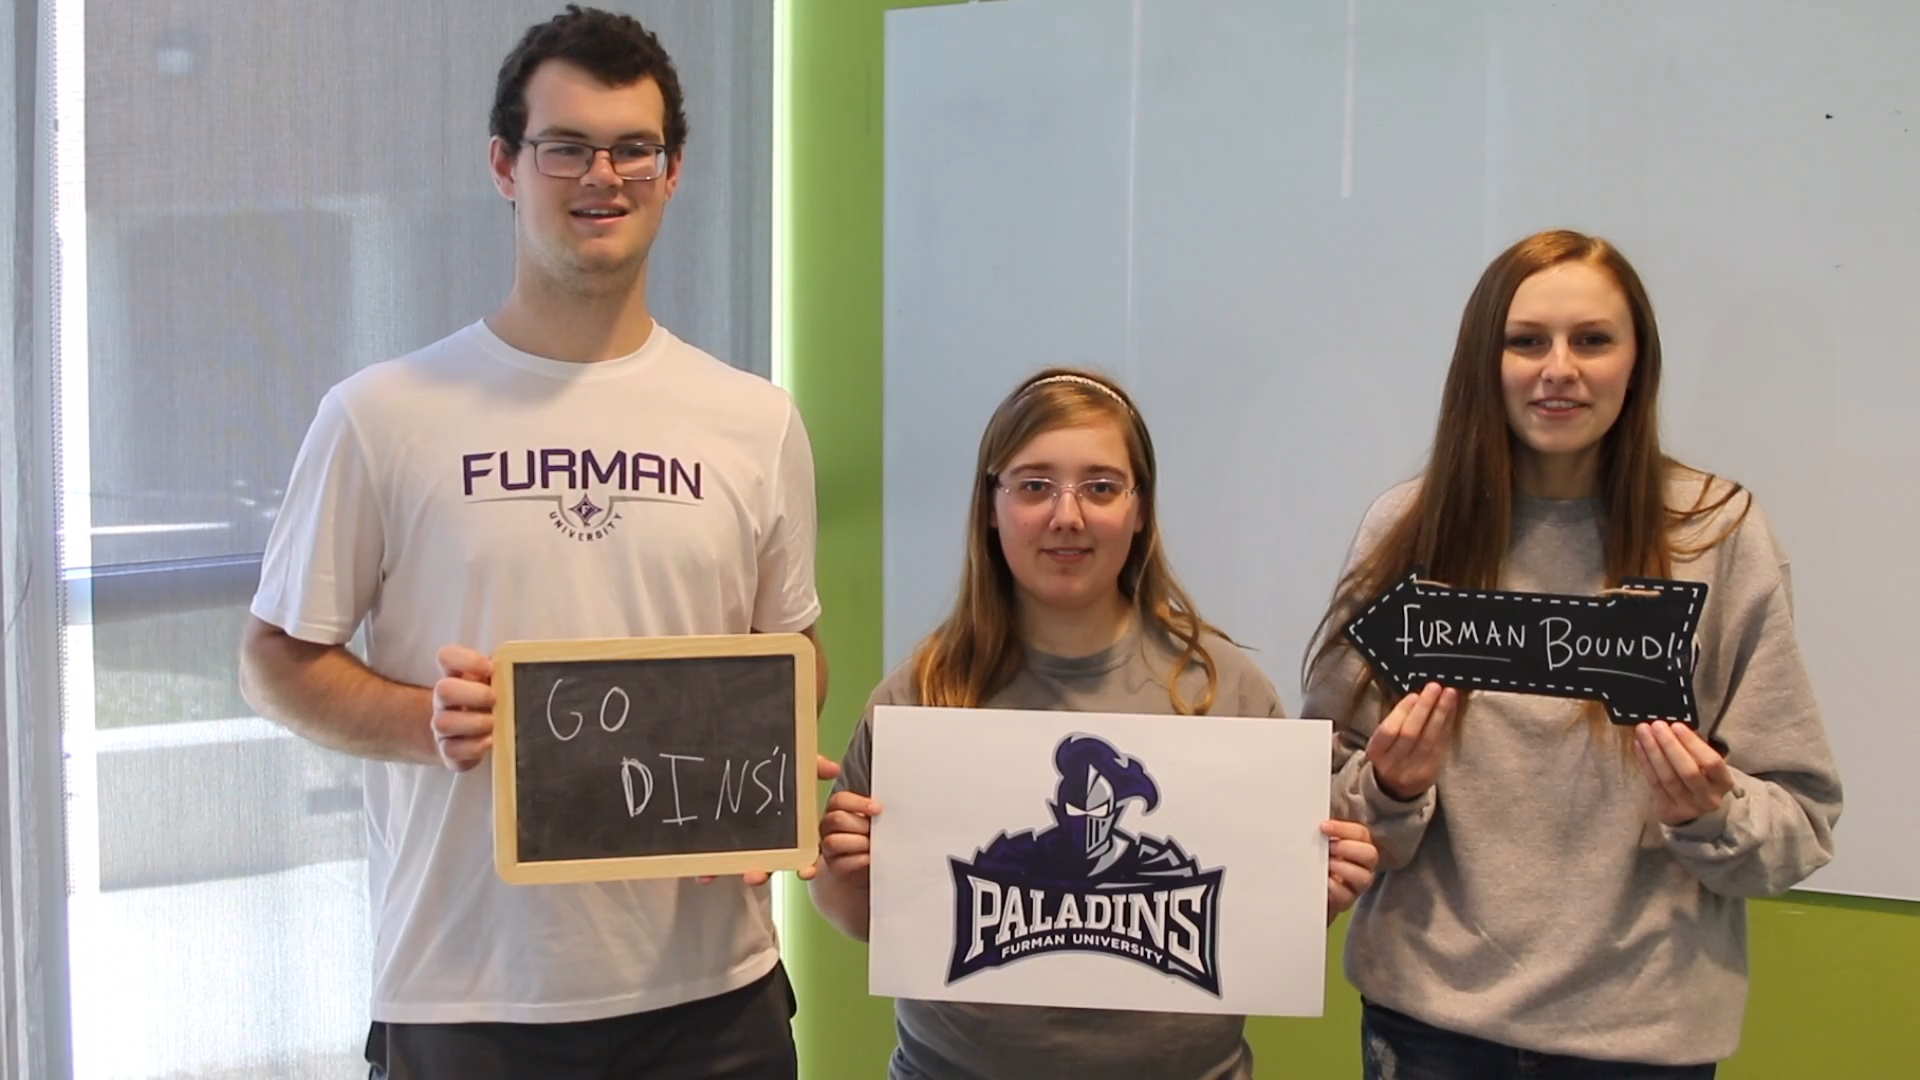 FURMAN
UNIVERSITY
F
GO
DINS'!
PALADINS
FURMAN UNIVERSITY
FURMAN BOUND!!